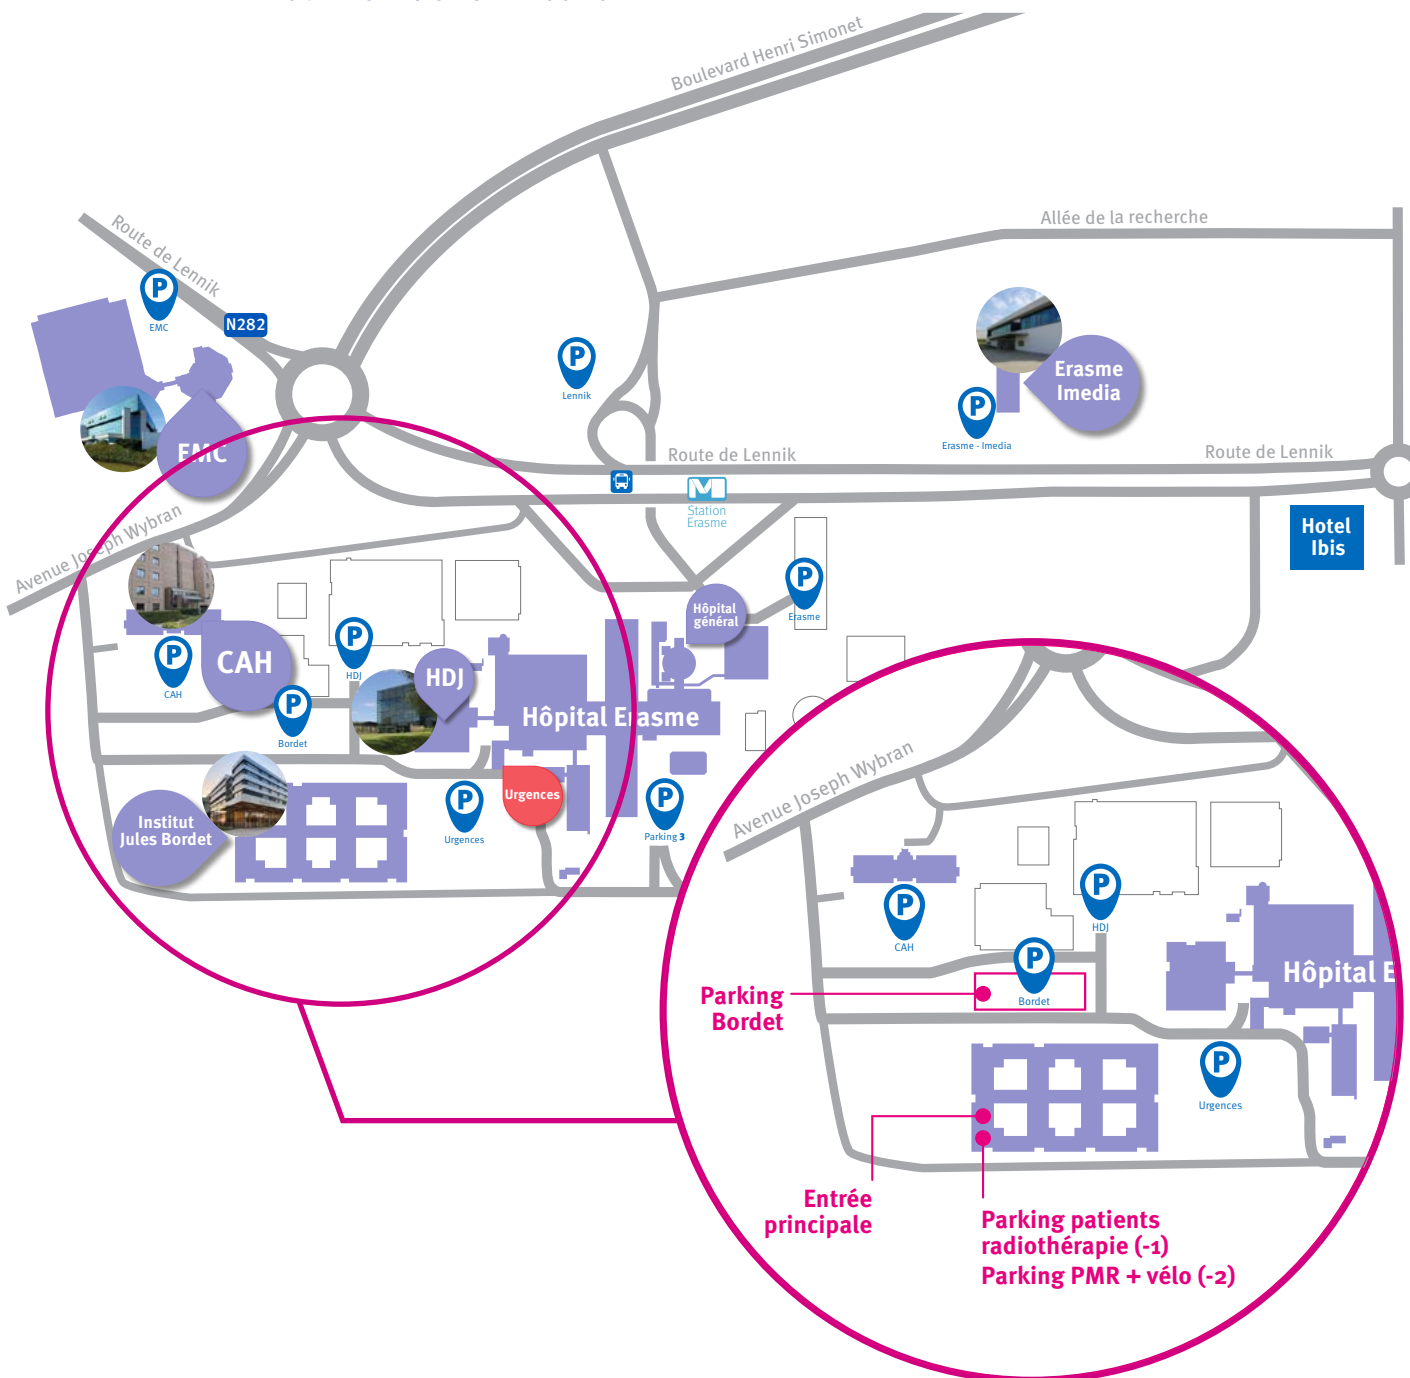 Boulevard Henri Simonet
Allée de la recherche
Route de Lennik
P
EMC
N282
P
Lennik
Erasme
Imedia
P
Erasme - Imedia
EMC
Route de Lennik
Route de Lennik
M
Station
Erasme
Hotel
Ibis
Avenue Joseph Wybran
P
Erasme
Hôpital
général
P
CAH
CAH
P
HDJ
HDJ
P
Bordet
Hôpital Erasme
Institut
Jules Bordet
P
Urgences
Urgences
P
Parking 3
Avenue Joseph Wybran
P
CAH
P
HDJ
P
Bordet
Hôpital E
Parking
Bordet
P
Urgences
Entrée
principale
Parking patients
radiothérapie (-1)
Parking PMR + vélo (-2)